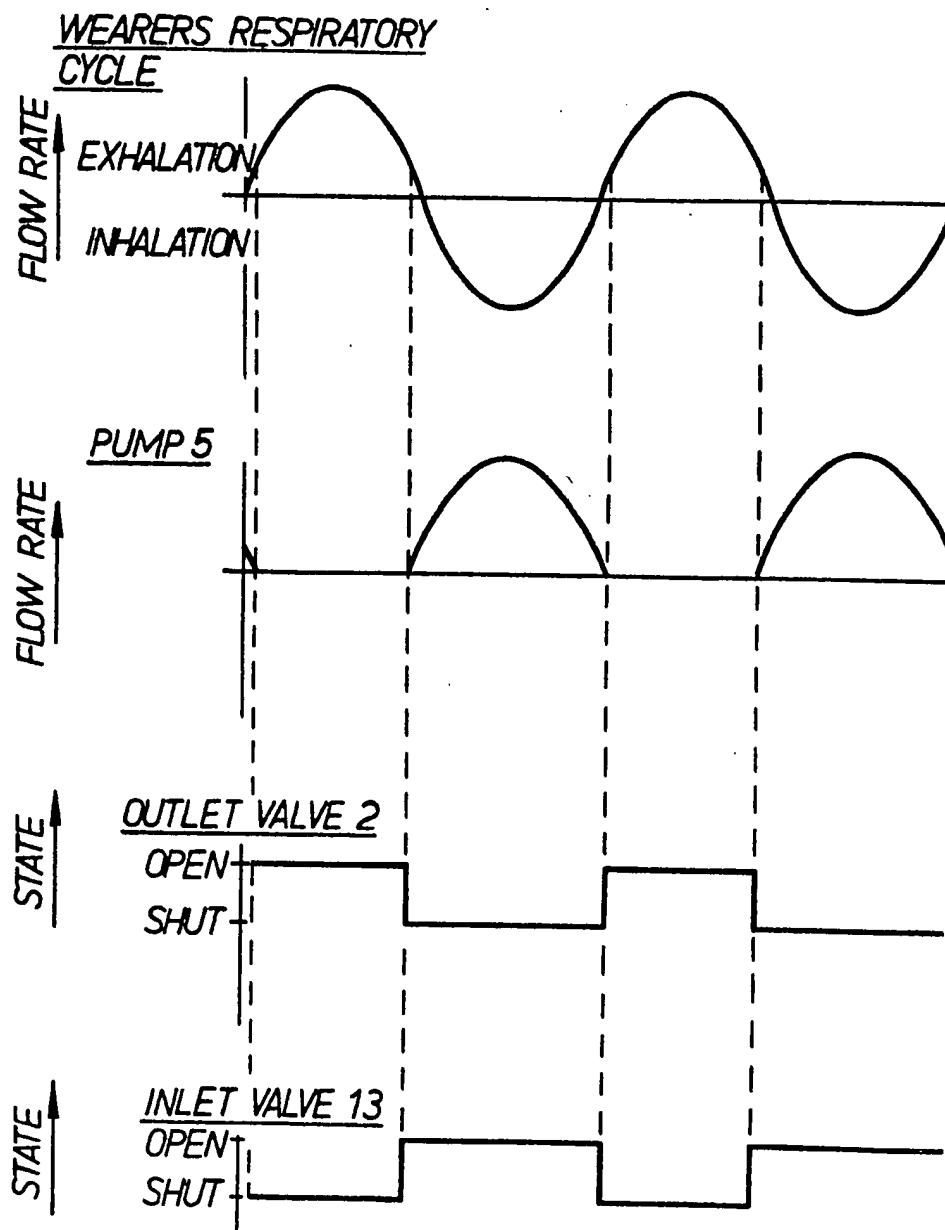 WEARERS RESPIRATORY
CYCLE
FLOW RATE
EXHALATION
INHALATION
PUMP 5
FLOW RATE
OUTLET VALVE 2
STATE
OPEN
SHUT
INLET VALVE 13
STATE
OPEN
SHUT